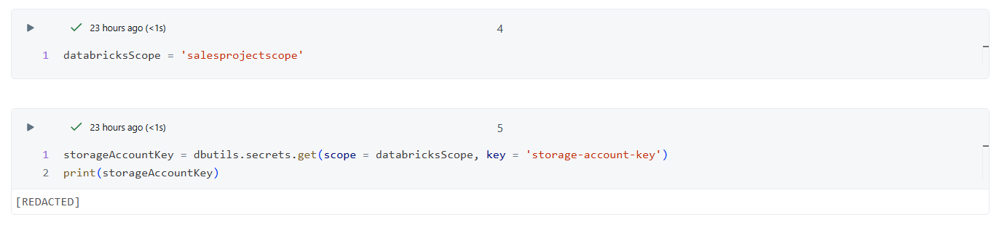 23 hours ago (<1s)
4
1 databricksScope = 'salesprojectscope'
23 hours ago (<1s)
5
1 storageAccountKey = dbutils.secrets.get(scope = databricksScope, key = 'storage-account-key')
2 print(storageAccountKey)
[REDACTED]